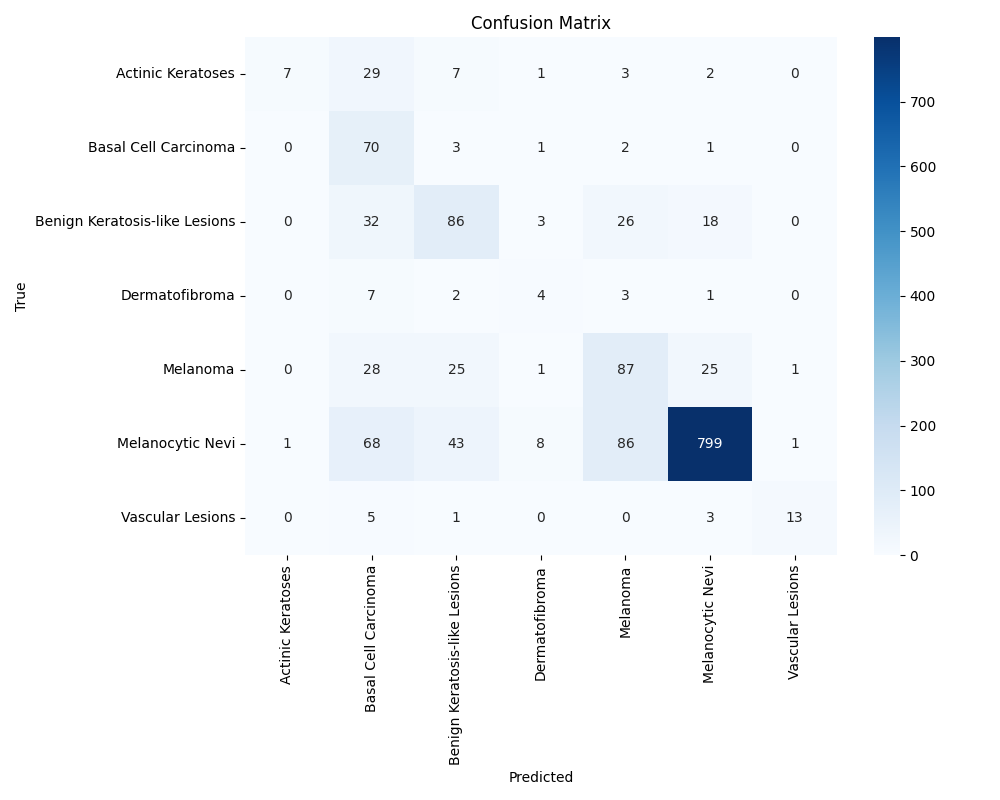 Confusion Matrix
Actinic Keratoses 7 29 7 1 3 2 0
Basal Cell Carcinoma 0 70 3 1 2 1 0
Benign Keratosis-like Lesions 0 32 86 3 26 18 0
Dermatofibroma 0 7 2 4 3 1 0
Melanoma 0 28 25 1 87 25 1
Melanocytic Nevi 1 68 43 8 86 799 1
Vascular Lesions 0 5 1 0 0 3 13
True
Actinic Keratoses
Basal Cell Carcinoma
Benign Keratosis-like Lesions
Dermatofibroma
Melanoma
Melanocytic Nevi
Vascular Lesions
Predicted
700
600
500
400
300
200
100
0